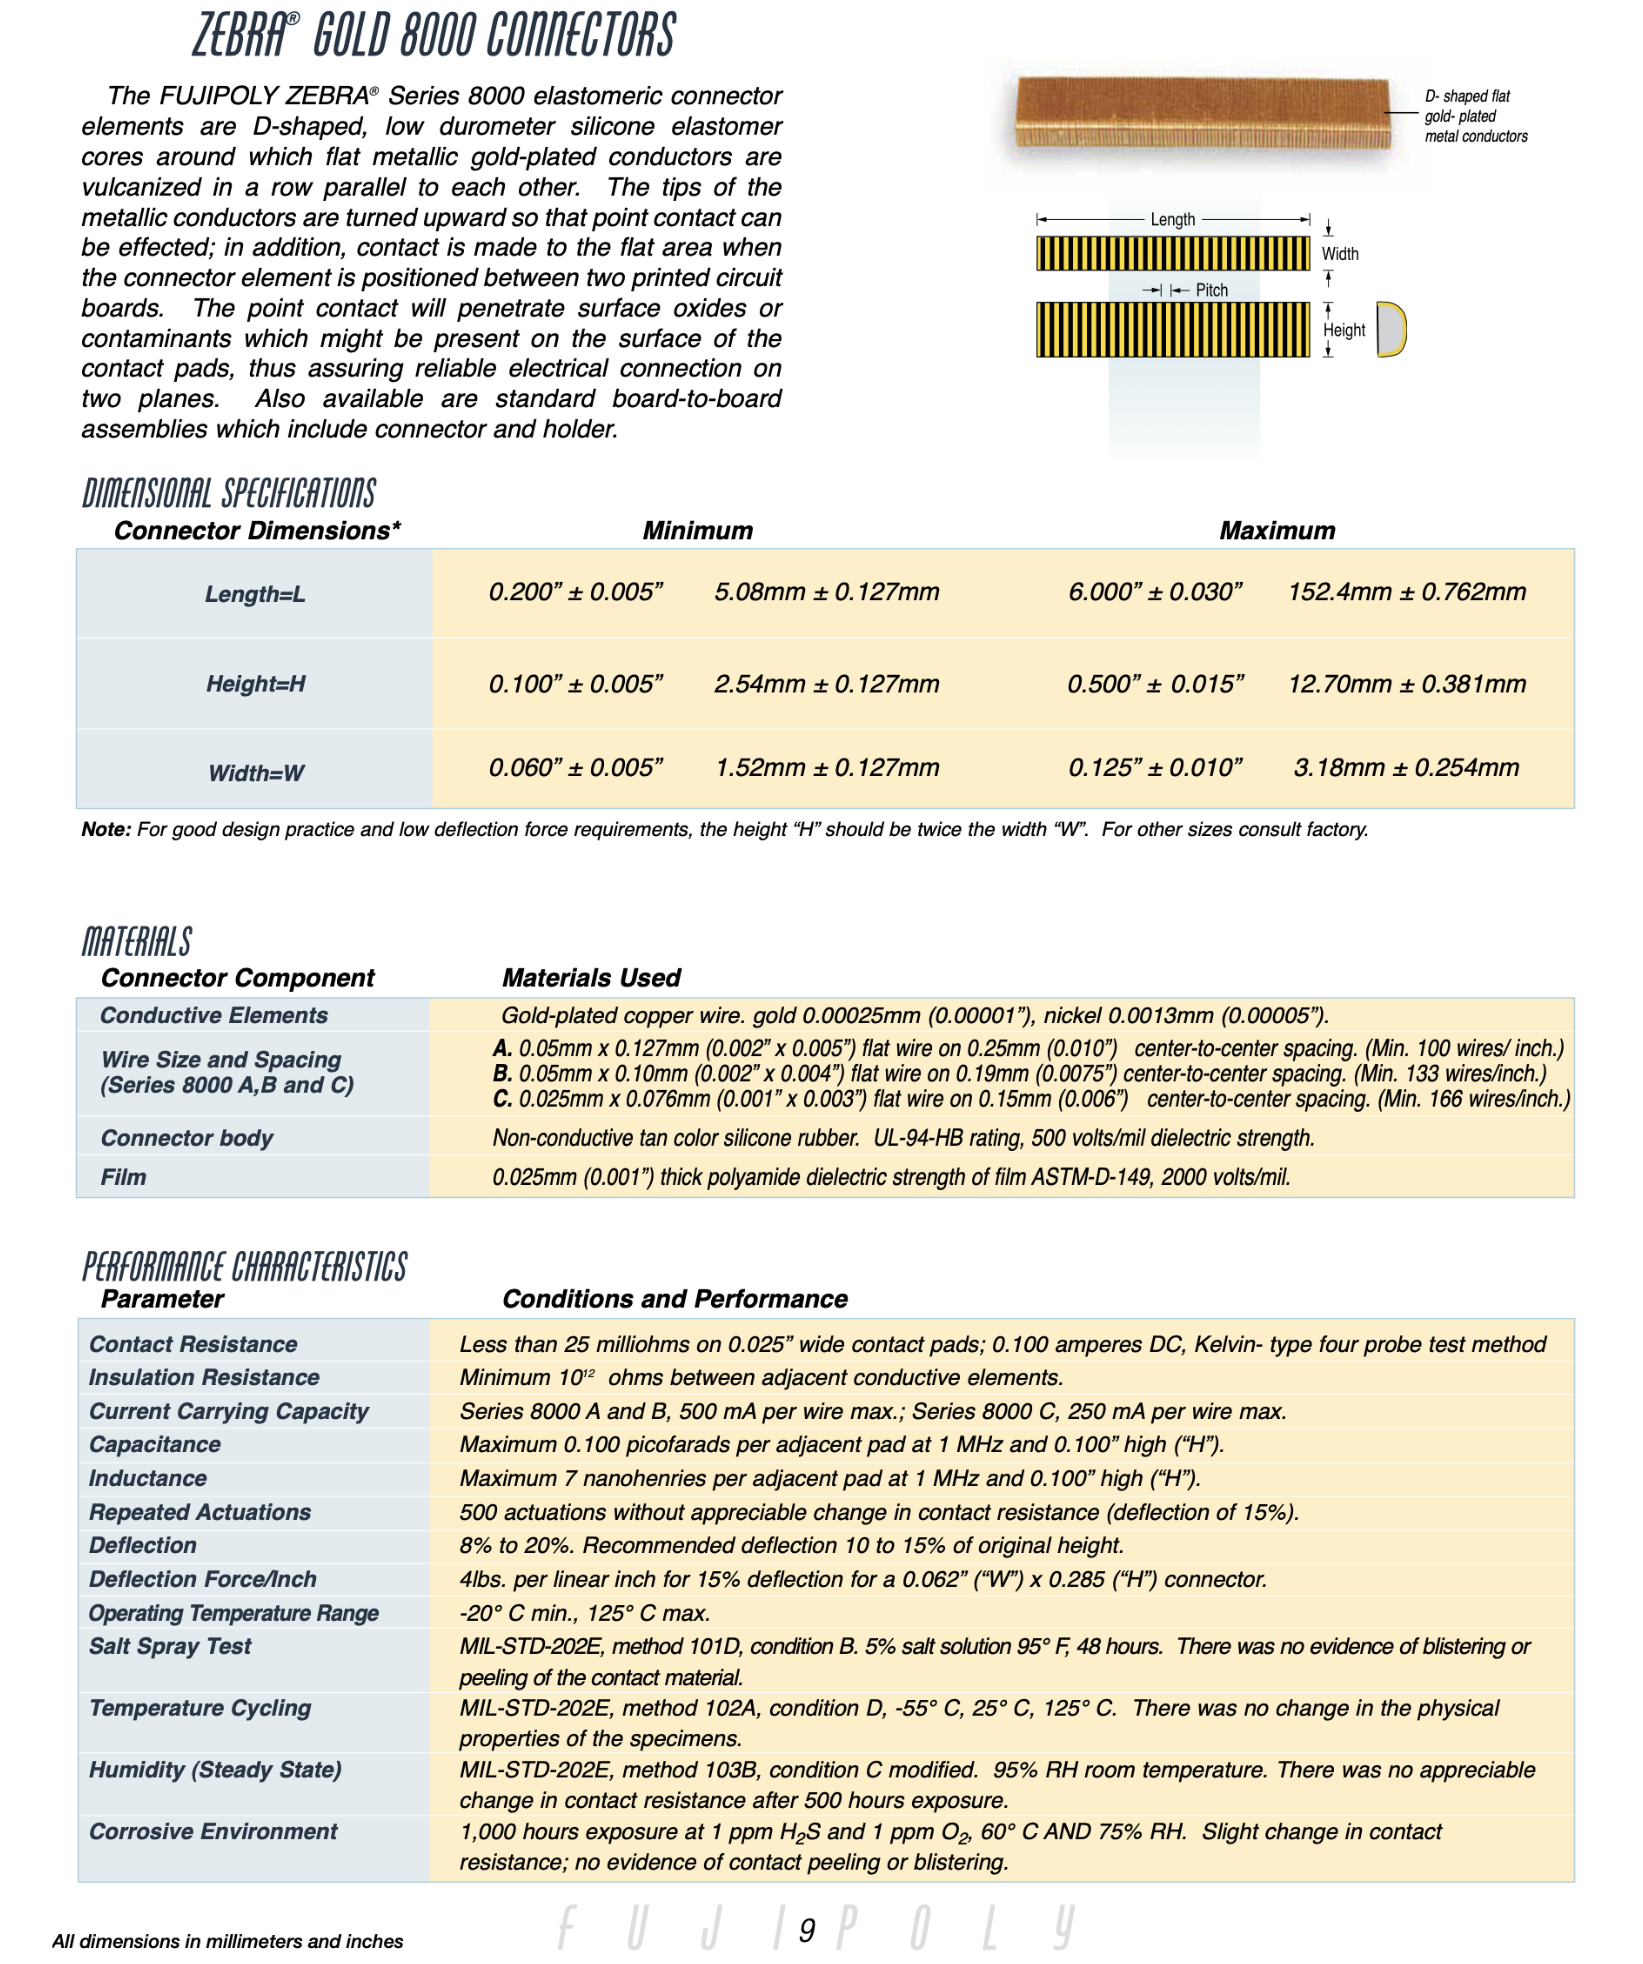 ZEBRA® GOLD 8000 CONNECTORS
The FUJIPOLY ZEBRA® Series 8000 elastomeric connector
elements are D-shaped, low durometer silicone elastomer
cores around which flat metallic gold-plated conductors are
vulcanized in a row parallel to each other. The tips of the
metallic conductors are turned upward so that point contact can
be effected; in addition, contact is made to the flat area when
the connector element is positioned between two printed circuit
boards. The point contact will penetrate surface oxides or
contaminants which might be present on the surface of the
contact pads, thus assuring reliable electrical connection on
two planes. Also available are standard board-to-board
assemblies which include connector and holder.
D- shaped flat
gold- plated
metal conductors
Length
Width
Pitch
Height
DIMENSIONAL SPECIFICATIONS
Connector Dimensions* Minimum Maximum
Length=L 0.200” ± 0.005” 5.08mm ± 0.127mm 6.000” ± 0.030” 152.4mm ± 0.762mm
Height=H 0.100” ± 0.005” 2.54mm ± 0.127mm 0.500” ± 0.015” 12.70mm ± 0.381mm
Width=W 0.060” ± 0.005” 1.52mm ± 0.127mm 0.125” ± 0.010” 3.18mm ± 0.254mm
Note: For good design practice and low deflection force requirements, the height “H” should be twice the width “W”. For other sizes consult factory.
MATERIALS
Connector Component Materials Used
Conductive Elements Gold-plated copper wire. gold 0.00025mm (0.00001”), nickel 0.0013mm (0.00005”).
Wire Size and Spacing
(Series 8000 A,B and C)
A. 0.05mm x 0.127mm (0.002” x 0.005”) flat wire on 0.25mm (0.010”) center-to-center spacing. (Min. 100 wires/ inch.)
B. 0.05mm x 0.10mm (0.002” x 0.004”) flat wire on 0.19mm (0.0075”) center-to-center spacing. (Min. 133 wires/inch.)
C. 0.025mm x 0.076mm (0.001” x 0.003”) flat wire on 0.15mm (0.006”) center-to-center spacing. (Min. 166 wires/inch.)
Connector body Non-conductive tan color silicone rubber. UL-94-HB rating, 500 volts/mil dielectric strength.
Film 0.025mm (0.001”) thick polyamide dielectric strength of film ASTM-D-149, 2000 volts/mil.
PERFORMANCE CHARACTERISTICS
Parameter Conditions and Performance
Contact Resistance Less than 25 milliohms on 0.025” wide contact pads; 0.100 amperes DC, Kelvin- type four probe test method
Insulation Resistance Minimum 10¹² ohms between adjacent conductive elements.
Current Carrying Capacity Series 8000 A and B, 500 mA per wire max.; Series 8000 C, 250 mA per wire max.
Capacitance Maximum 0.100 picofarads per adjacent pad at 1 MHz and 0.100” high (“H”).
Inductance Maximum 7 nanohenries per adjacent pad at 1 MHz and 0.100” high (“H”).
Repeated Actuations 500 actuations without appreciable change in contact resistance (deflection of 15%).
Deflection 8% to 20%. Recommended deflection 10 to 15% of original height.
Deflection Force/Inch 4lbs. per linear inch for 15% deflection for a 0.062” (“W”) x 0.285 (“H”) connector.
Operating Temperature Range -20° C min., 125° C max.
Salt Spray Test MIL-STD-202E, method 101D, condition B. 5% salt solution 95° F, 48 hours. There was no evidence of blistering or
peeling of the contact material.
Temperature Cycling MIL-STD-202E, method 102A, condition D, -55° C, 25° C, 125° C. There was no change in the physical
properties of the specimens.
Humidity (Steady State) MIL-STD-202E, method 103B, condition C modified. 95% RH room temperature. There was no appreciable
change in contact resistance after 500 hours exposure.
Corrosive Environment 1,000 hours exposure at 1 ppm H₂S and 1 ppm O₂, 60° C AND 75% RH. Slight change in contact
resistance; no evidence of contact peeling or blistering.
All dimensions in millimeters and inches
FUJIPOLY
9